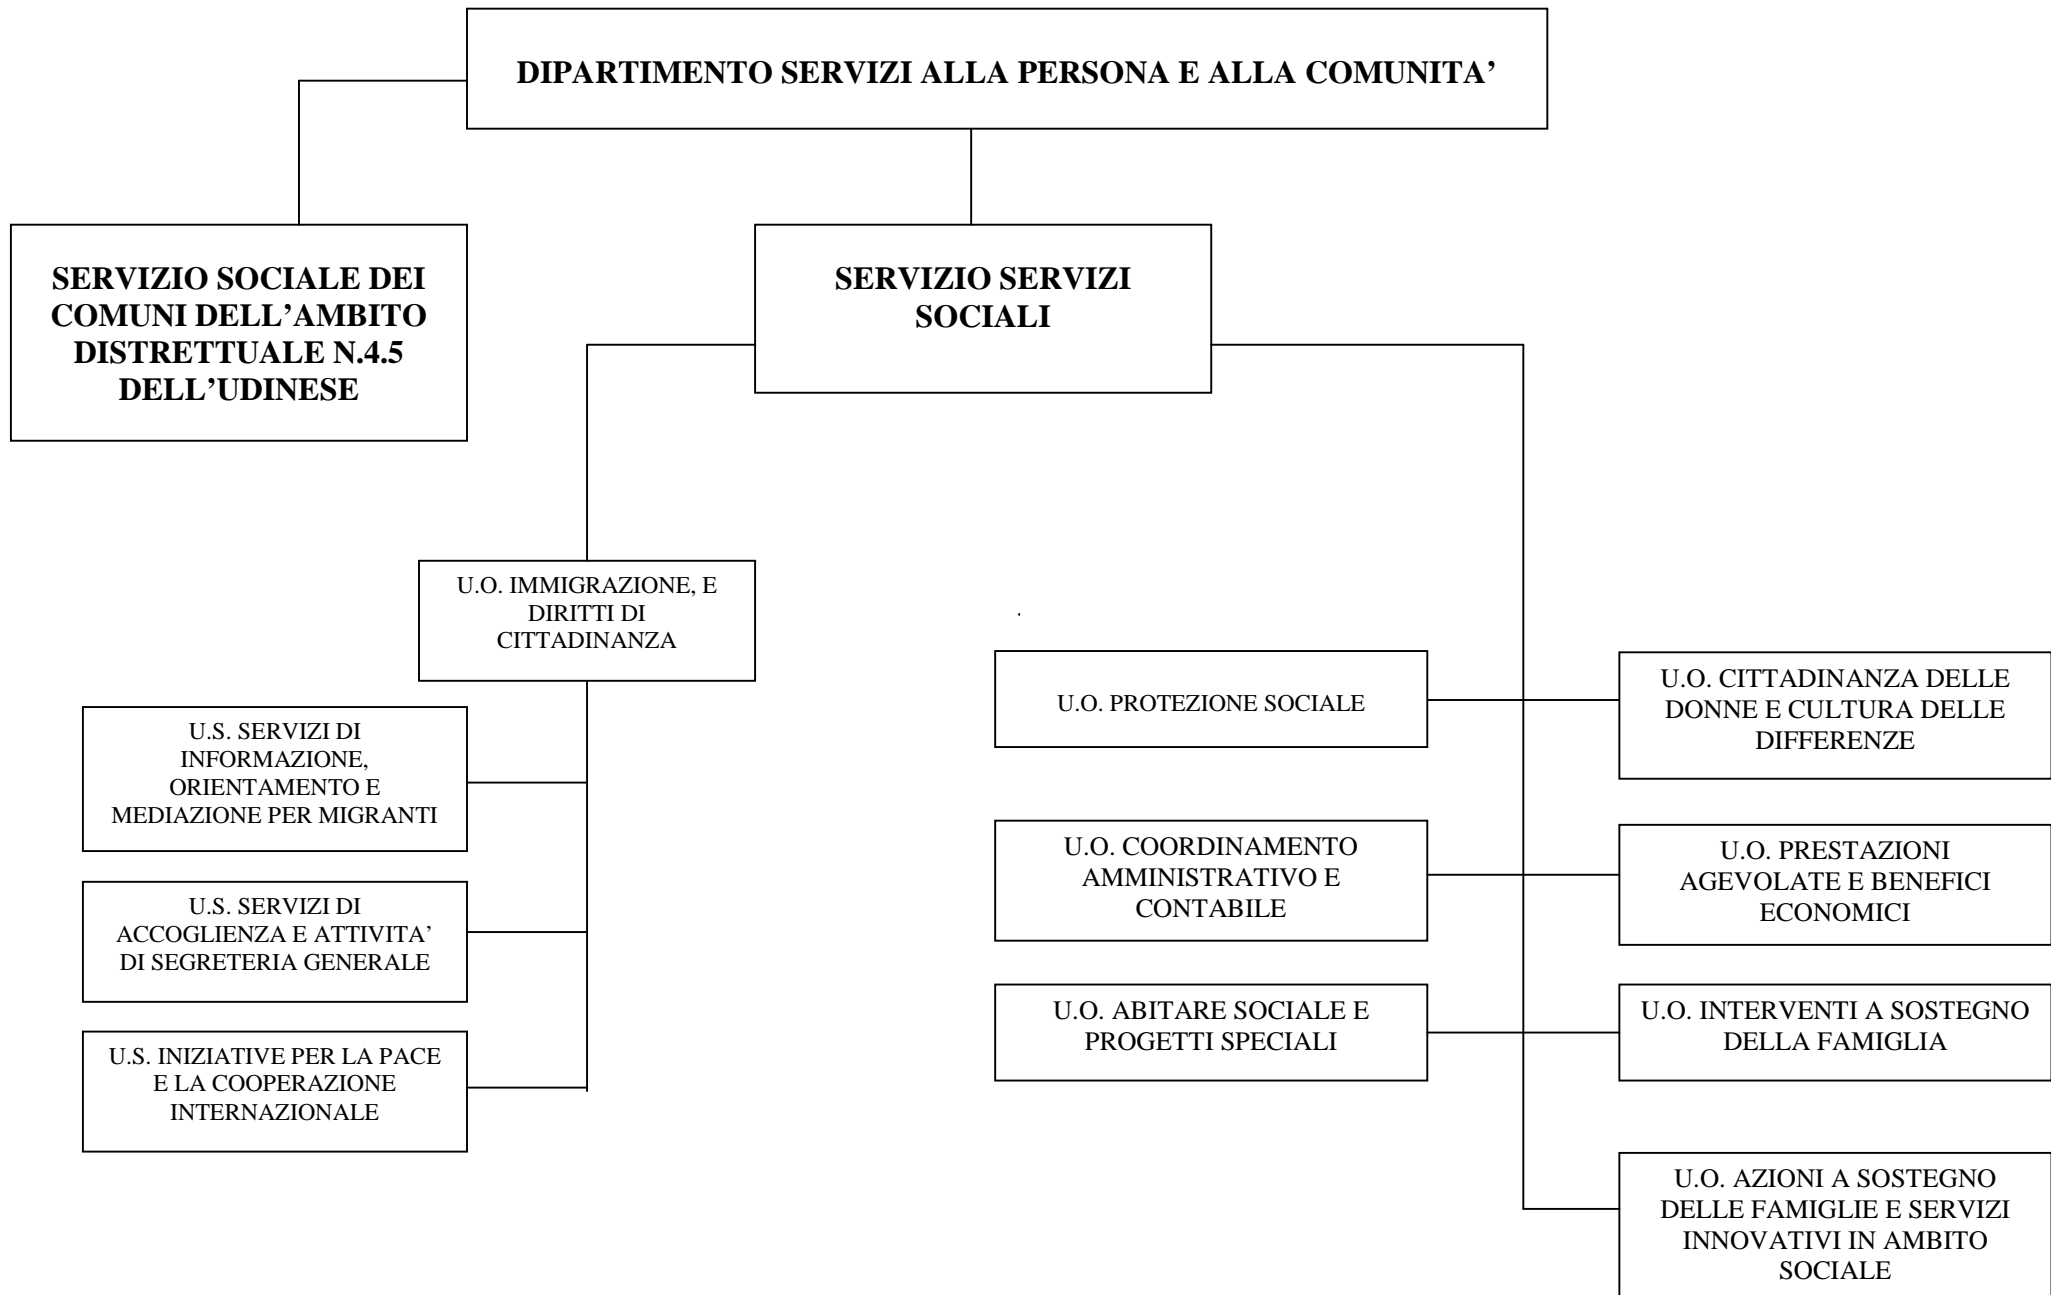 DIPARTIMENTO SERVIZI ALLA PERSONA E ALLA COMUNITA’
SERVIZIO SOCIALE DEI
COMUNI DELL’AMBITO
DISTRETTUALE N.4.5
DELL’UDINESE
SERVIZIO SERVIZI
SOCIALI
U.O. IMMIGRAZIONE, E
DIRITTI DI
CITTADINANZA
U.S. SERVIZI DI
INFORMAZIONE,
ORIENTAMENTO E
MEDIAZIONE PER MIGRANTI
U.S. SERVIZI DI
ACCOGLIENZA E ATTIVITA’
DI SEGRETERIA GENERALE
U.S. INIZIATIVE PER LA PACE
E LA COOPERAZIONE
INTERNAZIONALE
.
U.O. PROTEZIONE SOCIALE
U.O. CITTADINANZA DELLE
DONNE E CULTURA DELLE
DIFFERENZE
U.O. COORDINAMENTO
AMMINISTRATIVO E
CONTABILE
U.O. PRESTAZIONI
AGEVOLATE E BENEFICI
ECONOMICI
U.O. ABITARE SOCIALE E
PROGETTI SPECIALI
U.O. INTERVENTI A SOSTEGNO
DELLA FAMIGLIA
U.O. AZIONI A SOSTEGNO
DELLE FAMIGLIE E SERVIZI
INNOVATIVI IN AMBITO
SOCIALE